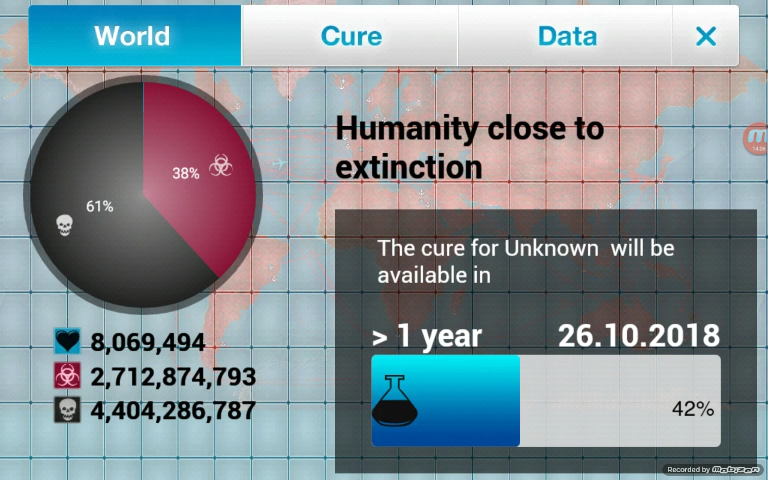 World
Cure
Data
Humanity close to
extinction
38%
61%
The cure for Unknown will be
available in
> 1 year
26.10.2018
8,069,494
2,712,874,793
4,404,286,787
42%
Recorded by Mobizen